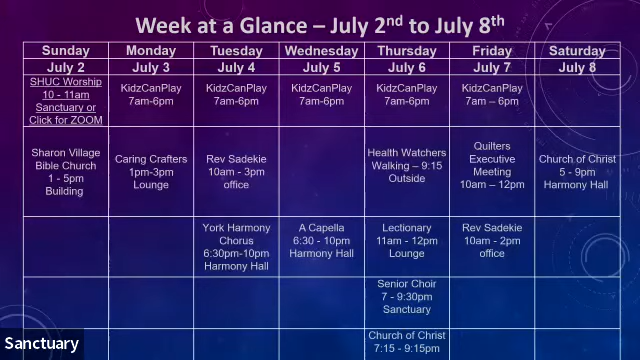 Week at a Glance – July 2nd to July 8th
Sunday Monday Tuesday Wednesday Thursday Friday Saturday
July 2 July 3 July 4 July 5 July 6 July 7 July 8
SHUC Worship
10 - 11am
Sanctuary or
Click for ZOOM
KidzCanPlay
7am-6pm
KidzCanPlay
7am-6pm
KidzCanPlay
7am-6pm
KidzCanPlay
7am-6pm
KidzCanPlay
7am – 6pm
Sharon Village
Bible Church
1 - 5pm
Building
Caring Crafters
1pm-3pm
Lounge
Rev Sadekie
10am - 3pm
office
Health Watchers
Walking – 9:15
Outside
Quilters
Executive
Meeting
10am – 12pm
Church of Christ
5 - 9pm
Harmony Hall
York Harmony
Chorus
6:30pm-10pm
Harmony Hall
A Capella
6:30 - 10pm
Harmony Hall
Lectionary
11am - 12pm
Lounge
Rev Sadekie
10am - 2pm
office
Senior Choir
7 - 9:30pm
Sanctuary
Church of Christ
7:15 - 9:15pm
Sanctuary